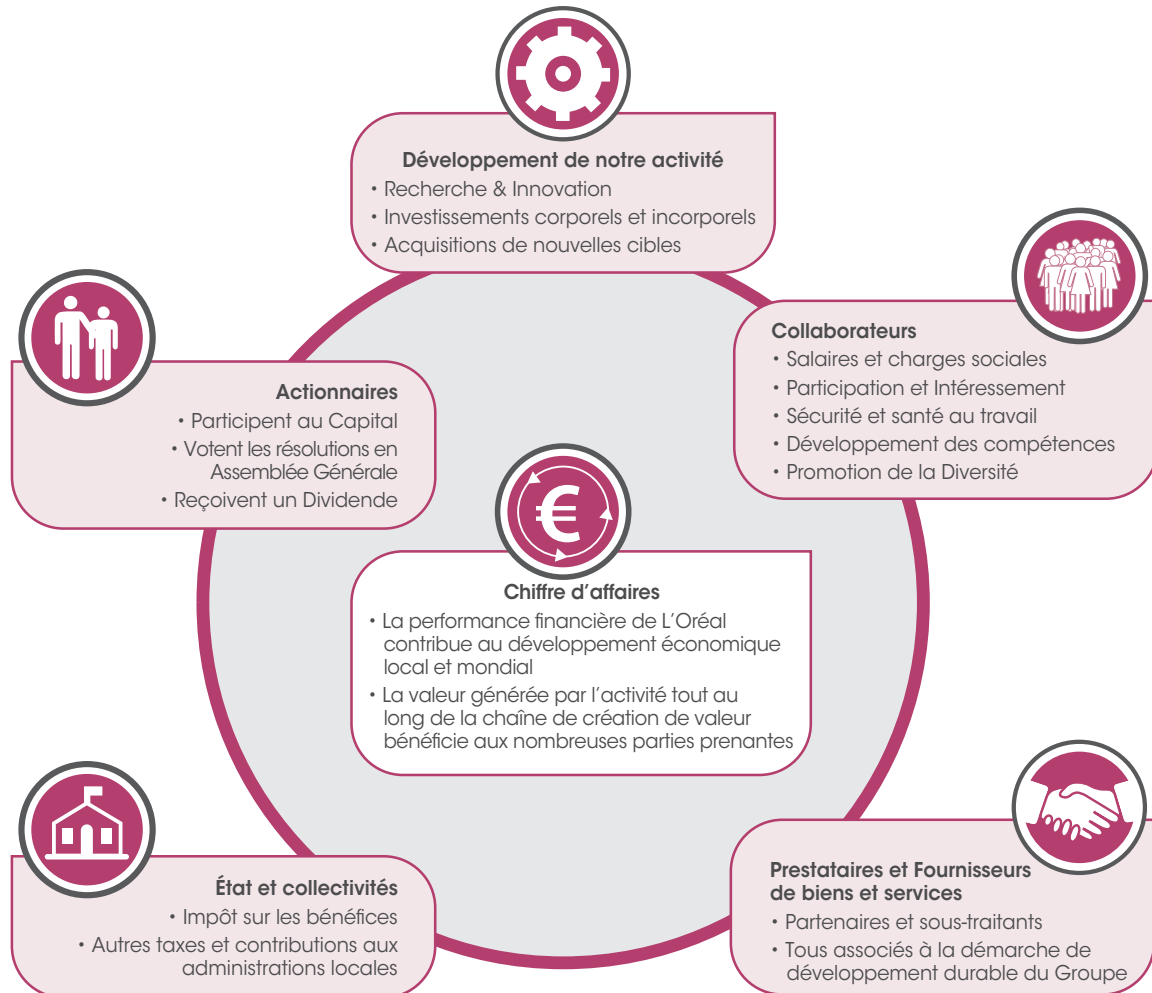 Développement de notre activité
• Recherche & Innovation
• Investissements corporels et incorporels
• Acquisitions de nouvelles cibles
Actionnaires
• Participent au Capital
• Votent les résolutions en
Assemblée Générale
• Reçoivent un Dividende
Collaborateurs
• Salaires et charges sociales
• Participation et Intéressement
• Sécurité et santé au travail
• Développement des compétences
• Promotion de la Diversité
€
Chiffre d'affaires
• La performance financière de L'Oréal
contribue au développement économique
local et mondial
• La valeur générée par l'activité tout au
long de la chaîne de création de valeur
bénéficie aux nombreuses parties prenantes
État et collectivités
• Impôt sur les bénéfices
• Autres taxes et contributions aux
administrations locales
Prestataires et Fournisseurs
de biens et services
• Partenaires et sous-traitants
• Tous associés à la démarche de
développement durable du Groupe